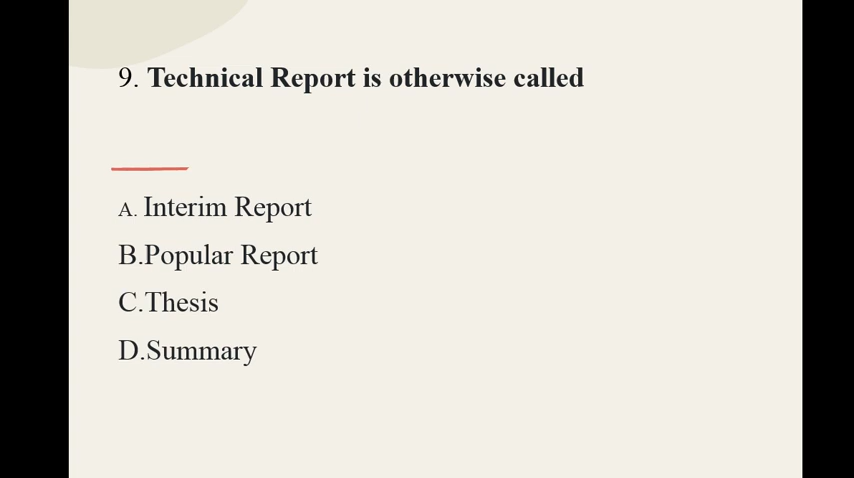 9. Technical Report is otherwise called
A. Interim Report
B.Popular Report
C.Thesis
D.Summary